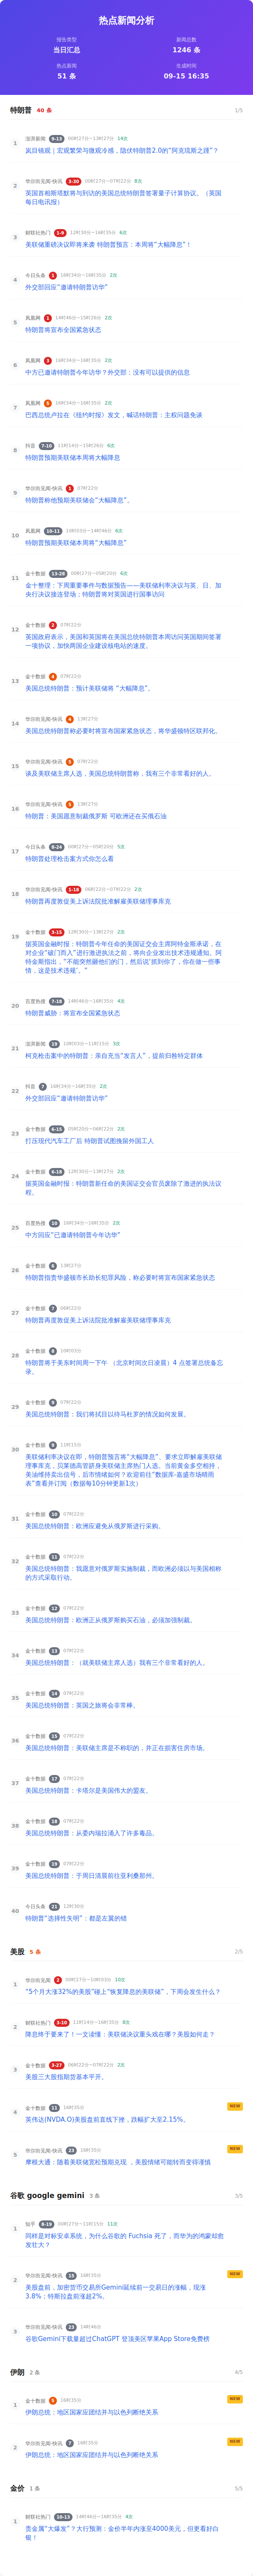 热点新闻分析
报告类型
新闻总数
当日汇总
1246 条
热点新闻
生成时间
51 条
09-15 16:35
特朗普 40 条 1/5
1
澎湃新闻 9-13 00时27分~13时27分 14次
岚目镜观｜宏观繁荣与微观冷感，隐伏特朗普2.0的“阿克琉斯之踵”？
2
华尔街见闻-快讯 3-30 00时27分~07时22分 8次
英国首相斯塔默将与到访的美国总统特朗普签署量子计算协议。（英国
每日电讯报）
3
财联社热门 1-9 12时30分~16时35分 6次
美联储重磅决议即将来袭 特朗普预言：本周将“大幅降息”！
4
今日头条 1 16时34分~16时35分 2次
外交部回应“邀请特朗普访华”
5
凤凰网 1 14时46分~15时26分 2次
特朗普将宣布全国紧急状态
6
凤凰网 3 16时34分~16时35分 2次
中方已邀请特朗普今年访华？外交部：没有可以提供的信息
7
凤凰网 5 16时34分~16时35分 2次
巴西总统卢拉在《纽约时报》发文，喊话特朗普：主权问题免谈
8
抖音 7-10 11时14分~15时26分 6次
特朗普预期美联储本周将大幅降息
9
华尔街见闻-快讯 1 07时22分
特朗普称他预期美联储会“大幅降息”。
10
凤凰网 10-11 10时03分~14时46分 6次
特朗普预期美联储本周将“大幅降息”
11
金十数据 13-28 00时27分~05时20分 6次
金十整理：下周重要事件与数据预告——美联储利率决议与英、日、加
央行决议接连登场；特朗普将对英国进行国事访问
12
金十数据 2 07时22分
英国政府表示，美国和英国将在美国总统特朗普本周访问英国期间签署
一项协议，加快两国企业建设核电站的速度。
13
金十数据 4 07时22分
美国总统特朗普：预计美联储将 “大幅降息”。
14
华尔街见闻-快讯 4 13时27分
美国总统特朗普称必要时将宣布国家紧急状态，将华盛顿特区联邦化。
15
华尔街见闻-快讯 5 07时22分
谈及美联储主席人选，美国总统特朗普称，我有三个非常看好的人。
16
华尔街见闻-快讯 5 13时27分
特朗普：美国愿意制裁俄罗斯 可欧洲还在买俄石油
17
今日头条 8-24 00时27分~05时20分 5次
特朗普处理枪击案方式你怎么看
18
华尔街见闻-快讯 1-18 06时22分~07时22分 2次
特朗普再度敦促美上诉法院批准解雇美联储理事库克
19
金十数据 3-15 12时30分~13时27分 2次
据英国金融时报：特朗普今年任命的美国证交会主席阿特金斯承诺，在
对企业“破门而入”进行激进执法之前，将向企业发出技术违规通知。阿
特金斯指出，“不能突然砸他们的门，然后说‘抓到你了，你在做一些事
情，这是技术违规’。”
20
百度热搜 7-18 14时46分~16时35分 4次
特朗普威胁：将宣布全国紧急状态
21
澎湃新闻 19 10时03分~11时15分 3次
柯克枪击案中的特朗普：亲自充当“发言人”，提前归咎特定群体
22
抖音 7 16时34分~16时35分 2次
外交部回应“邀请特朗普访华”
23
金十数据 6-15 05时20分~06时22分 2次
打压现代汽车工厂后 特朗普试图挽留外国工人
24
金十数据 6-18 12时30分~13时27分 2次
据英国金融时报：特朗普新任命的美国证交会官员废除了激进的执法议
程。
25
百度热搜 10 16时34分~16时35分 2次
中方回应“已邀请特朗普今年访华”
26
金十数据 6 13时27分
特朗普指责华盛顿市长助长犯罪风险，称必要时将宣布国家紧急状态
27
金十数据 7 06时22分
特朗普再度敦促美上诉法院批准解雇美联储理事库克
28
金十数据 8 10时03分
特朗普将于美东时间周一下午 （北京时间次日凌晨）4 点签署总统备忘
录。
29
金十数据 9 07时22分
美国总统特朗普：我们将拭目以待马杜罗的情况如何发展。
30
金十数据 9 11时15分
美联储利率决议在即，特朗普预言将“大幅降息”、要求立即解雇美联储
理事库克，贝莱德高管跻身美联储主席热门人选。当前黄金多空相持，
美油维持卖出信号，后市情绪如何？欢迎前往“数据库-嘉盛市场晴雨
表”查看并订阅（数据每10分钟更新1次）
31
金十数据 10 07时22分
美国总统特朗普：欧洲应避免从俄罗斯进行采购。
32
金十数据 11 07时22分
美国总统特朗普：我愿意对俄罗斯实施制裁，而欧洲必须以与美国相称
的方式采取行动。
33
金十数据 12 07时22分
美国总统特朗普：欧洲正从俄罗斯购买石油，必须加强制裁。
34
金十数据 13 07时22分
美国总统特朗普：（就美联储主席人选）我有三个非常看好的人。
35
金十数据 14 07时22分
美国总统特朗普：英国之旅将会非常棒。
36
金十数据 15 07时22分
美国总统特朗普：美联储主席是不称职的，并正在损害住房市场。
37
金十数据 17 07时22分
美国总统特朗普：卡塔尔是美国伟大的盟友。
38
金十数据 18 07时22分
美国总统特朗普：从委内瑞拉涌入了许多毒品。
39
金十数据 19 07时22分
美国总统特朗普：于周日清晨前往亚利桑那州。
40
今日头条 21 12时30分
特朗普“选择性失明”：都是左翼的错
美股 5 条 2/5
1
华尔街见闻 2 00时27分~10时03分 10次
“5个月大涨32%的美股”碰上“恢复降息的美联储”，下周会发生什么？
2
财联社热门 3-10 11时14分~16时35分 8次
降息终于要来了！一文读懂：美联储决议重头戏在哪？美股如何走？
3
金十数据 3-27 06时22分~07时22分 2次
美股三大股指期货基本平开。
4
金十数据 11 16时35分 NEW
英伟达(NVDA.O)美股盘前直线下挫，跌幅扩大至2.15%。
5
华尔街见闻-快讯 23 16时35分 NEW
摩根大通：随着美联储宽松预期兑现 ，美股情绪可能转而变得谨慎
谷歌 google gemini 3 条 3/5
1
知乎 8-19 00时27分~11时15分 11次
同样是对标安卓系统，为什么谷歌的 Fuchsia 死了，而华为的鸿蒙却愈
发壮大？
2
华尔街见闻-快讯 15 16时35分 NEW
美股盘前，加密货币交易所Gemini延续前一交易日的涨幅，现涨
3.8%；特斯拉盘前涨超2%。
3
华尔街见闻-快讯 23 14时46分
谷歌Gemini下载量超过ChatGPT 登顶美区苹果App Store免费榜
伊朗 2 条 4/5
1
金十数据 5 16时35分 NEW
伊朗总统：地区国家应团结并与以色列断绝关系
2
华尔街见闻-快讯 7 16时35分 NEW
伊朗总统：地区国家应团结并与以色列断绝关系
金价 1 条 5/5
1
财联社热门 10-13 14时46分~16时35分 4次
贵金属“大爆发”？大行预测：金价半年内涨至4000美元，但更看好白
银！